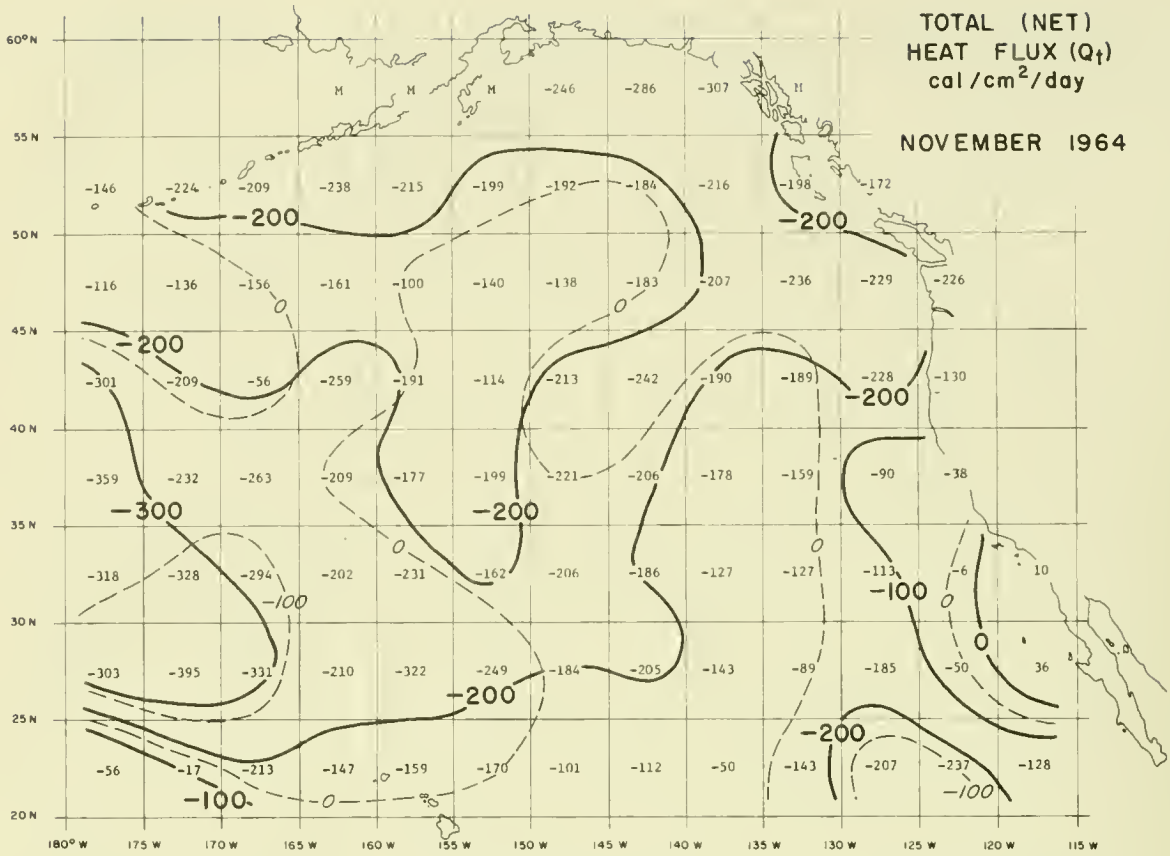 TOTAL (NET)
HEAT FLUX (Qt)
cal/cm²/day
NOVEMBER 1964
60°N
M M M -246 -286 -307 M
55 N
-146 -224 -209 -238 -215 -199 -192 -184 -216 -198 -172
-200 -200
50 N
-116 -136 -156 -161 -100 -140 -138 -183 -207 -236 -229 -226
0 0
45 N
-200
-301 -209 -56 -259 -191 -114 -213 -242 -190 -189 -228 -130
-200
40 N
-359 -232 -263 -209 -177 -199 -221 -206 -178 -159 -90 -38
-300 -200
35 N
0 0
-318 -328 -294 -202 -231 -162 -206 -186 -127 -127 -113 -6 10
-100 -100 0
30 N
0
-303 -395 -331 -210 -322 -249 -184 -205 -143 -89 -185 -50 36
-200
25 N
-200
-56 -17 -213 -147 -159 -170 -101 -112 -50 -143 -207 -237 -128
-100 0 -100
20 N
180°W 175 W 170 W 165 W 160 W 155 W 150 W 145 W 140 W 135 W 130 W 125 W 120 W 115 W